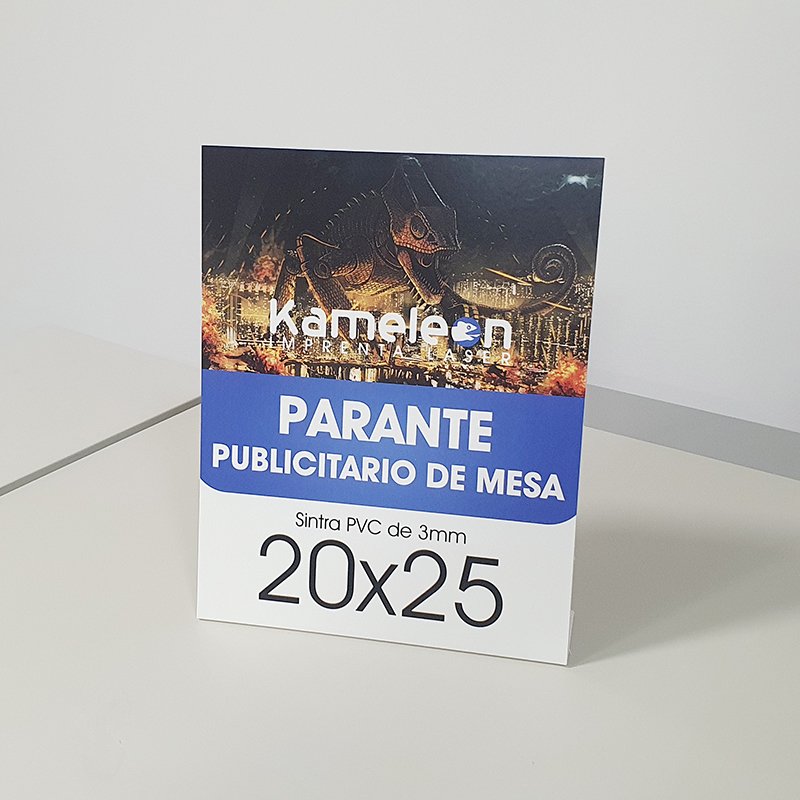 Kameleon
IMPRENTA LASER
PARANTE
PUBLICITARIO DE MESA
Sintra PVC de 3mm
20x25